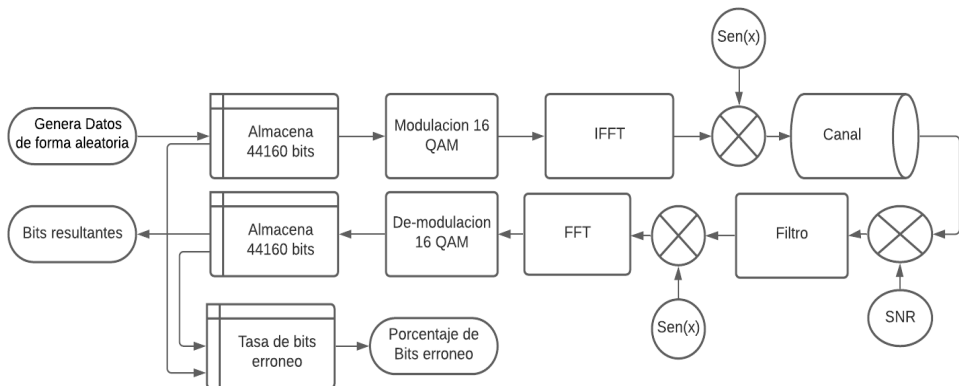 Sen(x)
Genera Datos
de forma aleatoria
Almacena
44160 bits
Modulacion 16
QAM
IFFT
Canal
Bits resultantes
Almacena
44160 bits
De-modulacion
16 QAM
FFT
Filtro
Sen(x)
SNR
Tasa de bits
erroneo
Porcentaje de
Bits erroneo